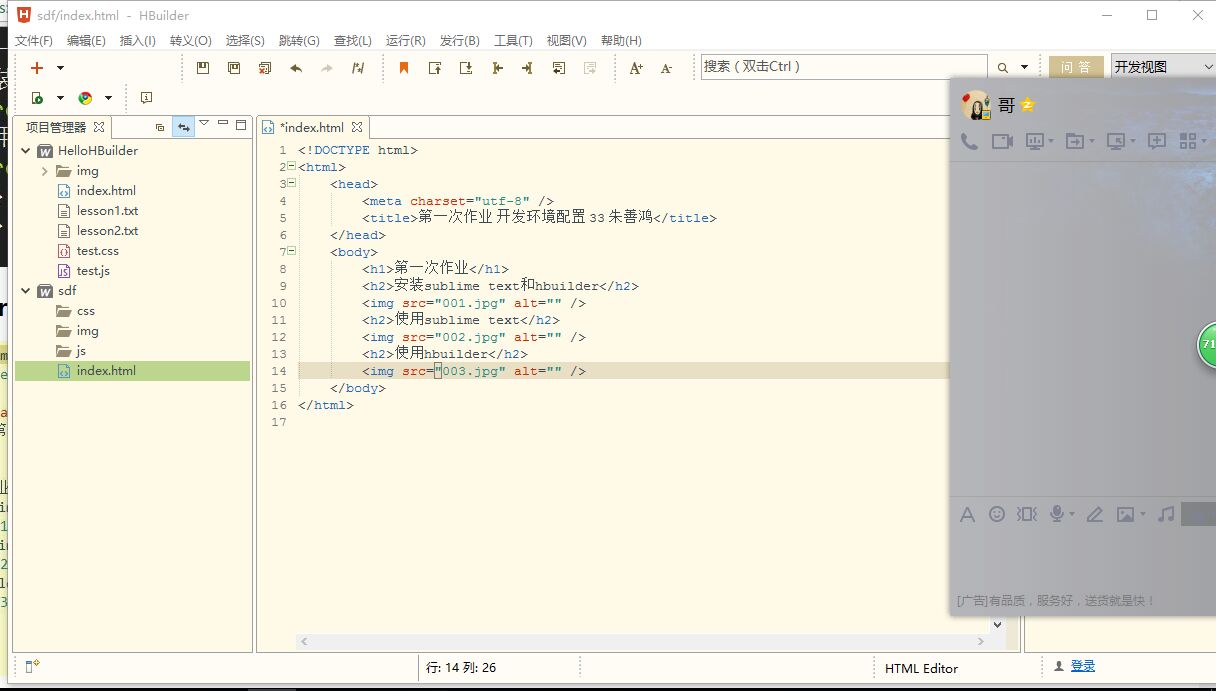 sdf/index.html - HBuilder
文件(F) 编辑(E) 插入(I) 转义(O) 选择(S) 跳转(G) 查找(L) 运行(R) 发行(B) 工具(T) 视图(V) 帮助(H)
搜索（双击Ctrl）
问 答
开发视图
项目管理器
*index.html
HelloHBuilder
img
index.html
lesson1.txt
lesson2.txt
test.css
test.js
sdf
css
img
js
index.html
1 <!DOCTYPE html>
2 <html>
3 <head>
4 <meta charset="utf-8" />
5 <title>第一次作业 开发环境配置 33 朱善鸿</title>
6 </head>
7 <body>
8 <h1>第一次作业</h1>
9 <h2>安装sublime text和hbuilder</h2>
10 <img src="001.jpg" alt="" />
11 <h2>使用sublime text</h2>
12 <img src="002.jpg" alt="" />
13 <h2>使用hbuilder</h2>
14 <img src="003.jpg" alt="" />
15 </body>
16 </html>
17
哥
71
[广告]有品质，服务好，送货就是快！
行: 14 列: 26
HTML Editor
登录